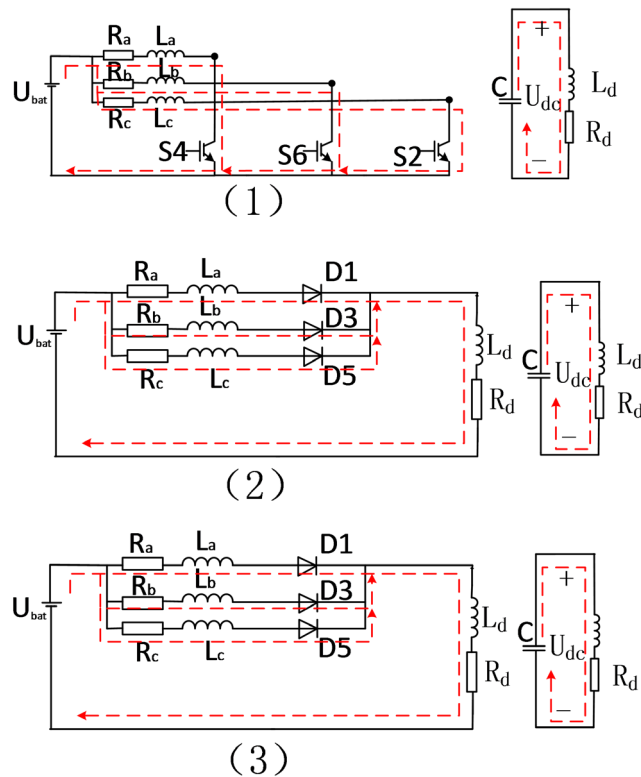 Ra La
Rb Lb
Ubat
Rc Lc
S4 S6 S2
C + Udc − Ld Rd
(1)
Ra La D1
Rb Lb D3
Ubat
Rc Lc D5
Ld
Rd
C + Udc − Ld Rd
(2)
Ra La D1
Rb Lb D3
Ubat
Rc Lc D5
Ld
Rd
C + Udc − Rd
(3)